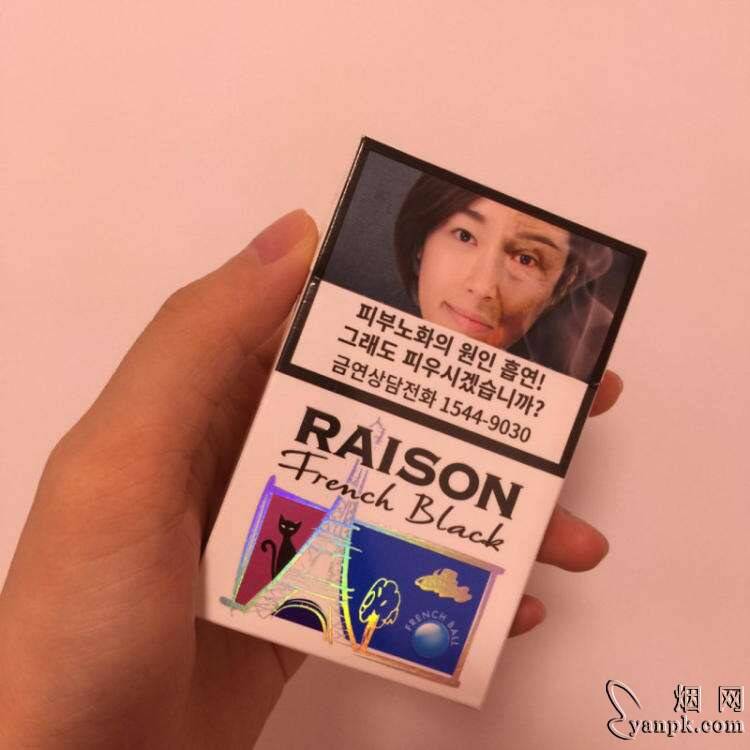 피부노화의 원인 흡연!
그래도 피우시겠습니까?
금연상담전화 1544-9030
RAISON
French Black
FRENCH BALL
烟网
yanpk.com